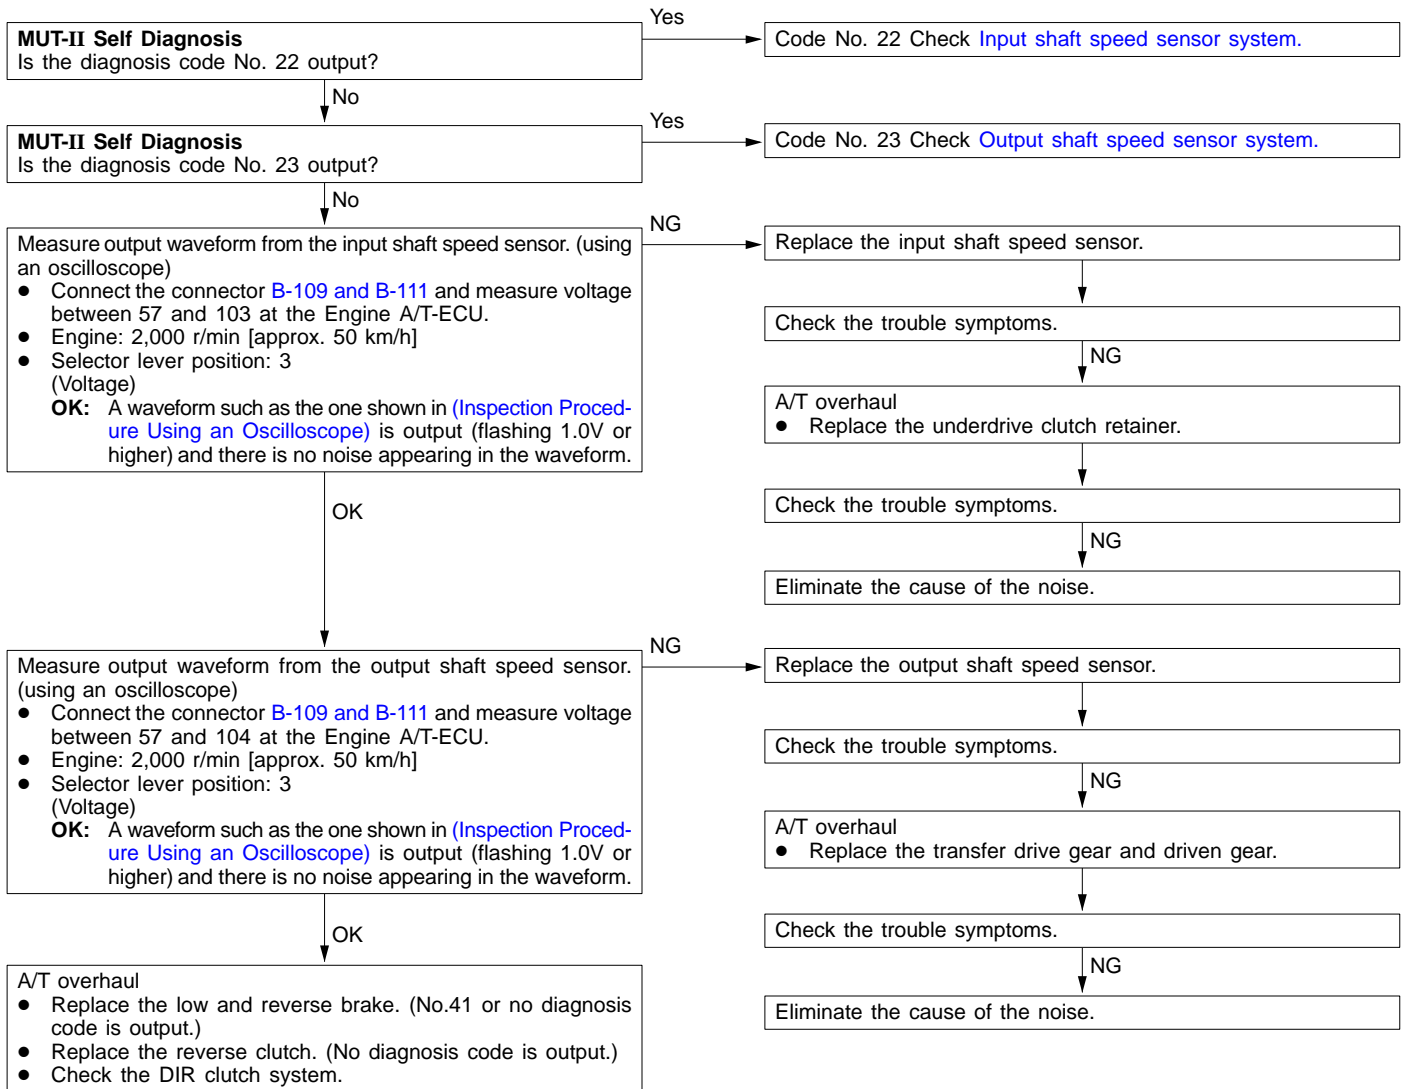 MUT-II Self Diagnosis
Is the diagnosis code No. 22 output?
Yes
Code No. 22 Check Input shaft speed sensor system.
No
MUT-II Self Diagnosis
Is the diagnosis code No. 23 output?
Yes
Code No. 23 Check Output shaft speed sensor system.
No
Measure output waveform from the input shaft speed sensor. (using
an oscilloscope)
● Connect the connector B-109 and B-111 and measure voltage
between 57 and 103 at the Engine A/T-ECU.
● Engine: 2,000 r/min [approx. 50 km/h]
● Selector lever position: 3
(Voltage)
OK: A waveform such as the one shown in (Inspection Proced-
ure Using an Oscilloscope) is output (flashing 1.0V or
higher) and there is no noise appearing in the waveform.
NG
Replace the input shaft speed sensor.
Check the trouble symptoms.
NG
A/T overhaul
● Replace the underdrive clutch retainer.
Check the trouble symptoms.
NG
Eliminate the cause of the noise.
OK
Measure output waveform from the output shaft speed sensor.
(using an oscilloscope)
● Connect the connector B-109 and B-111 and measure voltage
between 57 and 104 at the Engine A/T-ECU.
● Engine: 2,000 r/min [approx. 50 km/h]
● Selector lever position: 3
(Voltage)
OK: A waveform such as the one shown in (Inspection Proced-
ure Using an Oscilloscope) is output (flashing 1.0V or
higher) and there is no noise appearing in the waveform.
NG
Replace the output shaft speed sensor.
Check the trouble symptoms.
NG
A/T overhaul
● Replace the transfer drive gear and driven gear.
Check the trouble symptoms.
NG
Eliminate the cause of the noise.
OK
A/T overhaul
● Replace the low and reverse brake. (No.41 or no diagnosis
code is output.)
● Replace the reverse clutch. (No diagnosis code is output.)
● Check the DIR clutch system.